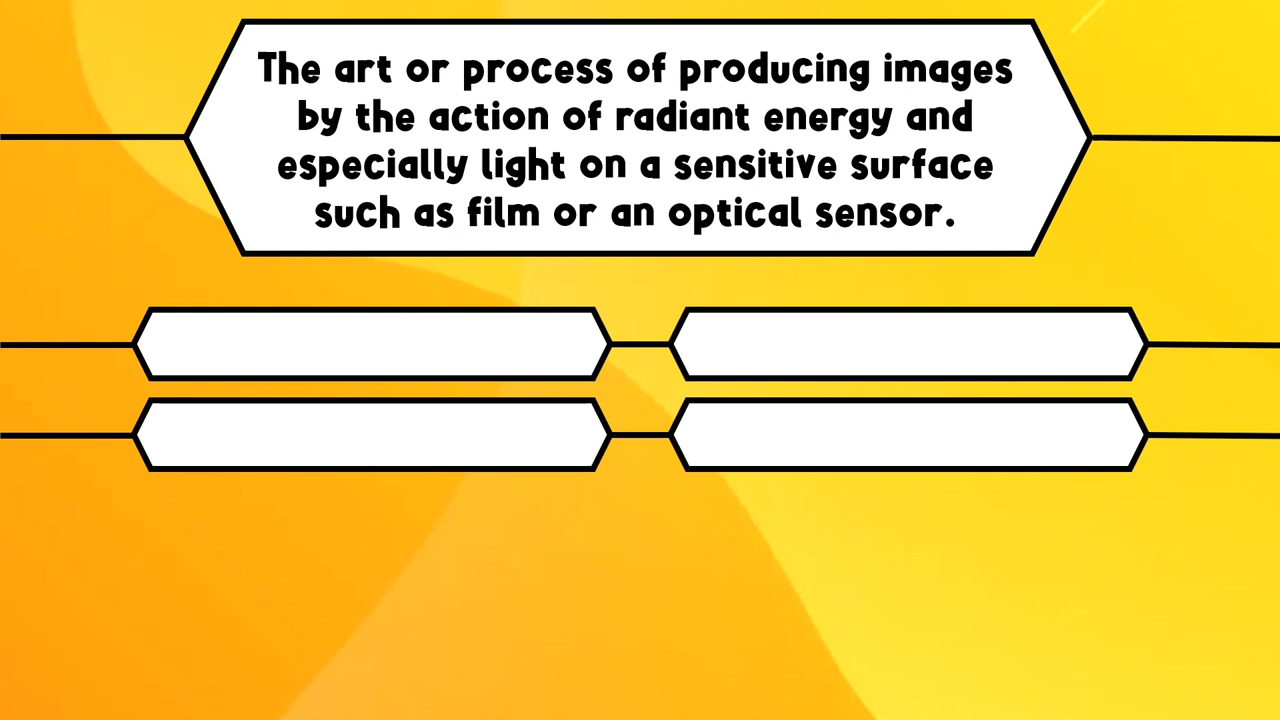 The art or process of producing images
by the action of radiant energy and
especially light on a sensitive surface
such as film or an optical sensor.